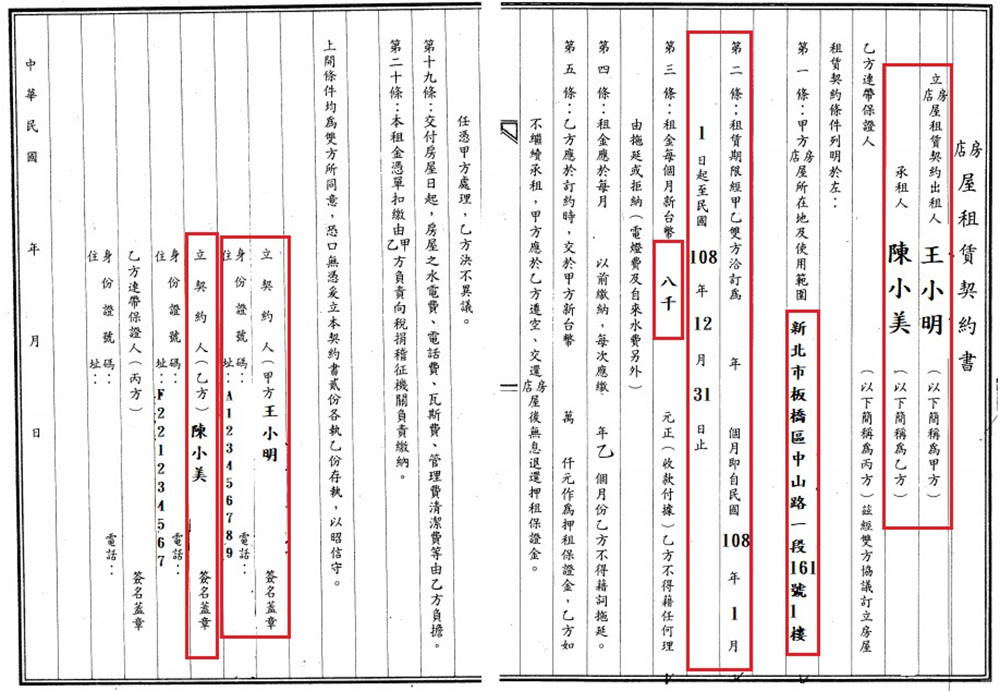 店房屋租賃契約書
立店房屋租賃契約出租人 王小明 (以下簡稱為甲方)
承租人 陳小美 (以下簡稱為乙方)
乙方連帶保證人 (以下簡稱為丙方)茲經雙方協議訂立房屋
租賃契約條件列明於左:
第一條:甲方店房屋所在地及使用範圍 新北市板橋區中山路一段161號1樓
第二條:租賃期限經甲乙雙方洽訂為 年 個月即自民國 108 年 1 月
1 日起至民國 108 年 12 月 31 日止
第三條:租金每個月新台幣 八千 元正(收款付據)乙方不得藉任何理
由拖延或拒納(電燈費及自來水費另外)
第四條:租金應於每月 以前繳納,每次應繳 年乙 個月份乙方不得藉詞拖延。
第五條:乙方應於訂約時,交於甲方新台幣 萬 仟元作為押租保證金,乙方如
不繼續承租,甲方應於乙方遷空、交還店房屋後無息退還押租保證金。
任憑甲方處理,乙方決不異議。
第十九條:交付房屋日起,房屋之水電費、電話費、瓦斯費、管理費清潔費等由乙方負擔。
第二十條:本租金憑單扣繳由乙甲方負責向稅捐稽征機關負責繳納。
上開條件均為雙方所同意,恐口無憑爰立本契約書貳份各執乙份存執,以昭信守。
立契約人(甲方) 王小明 簽名蓋章
身份證號碼: A123456789 電話:
住址:
立契約人(乙方) 陳小美 簽名蓋章
身份證號碼: F221234567 電話:
住址:
乙方連帶保證人(丙方) 簽名蓋章
身份證號碼: 電話:
住址:
中華民國 年 月 日